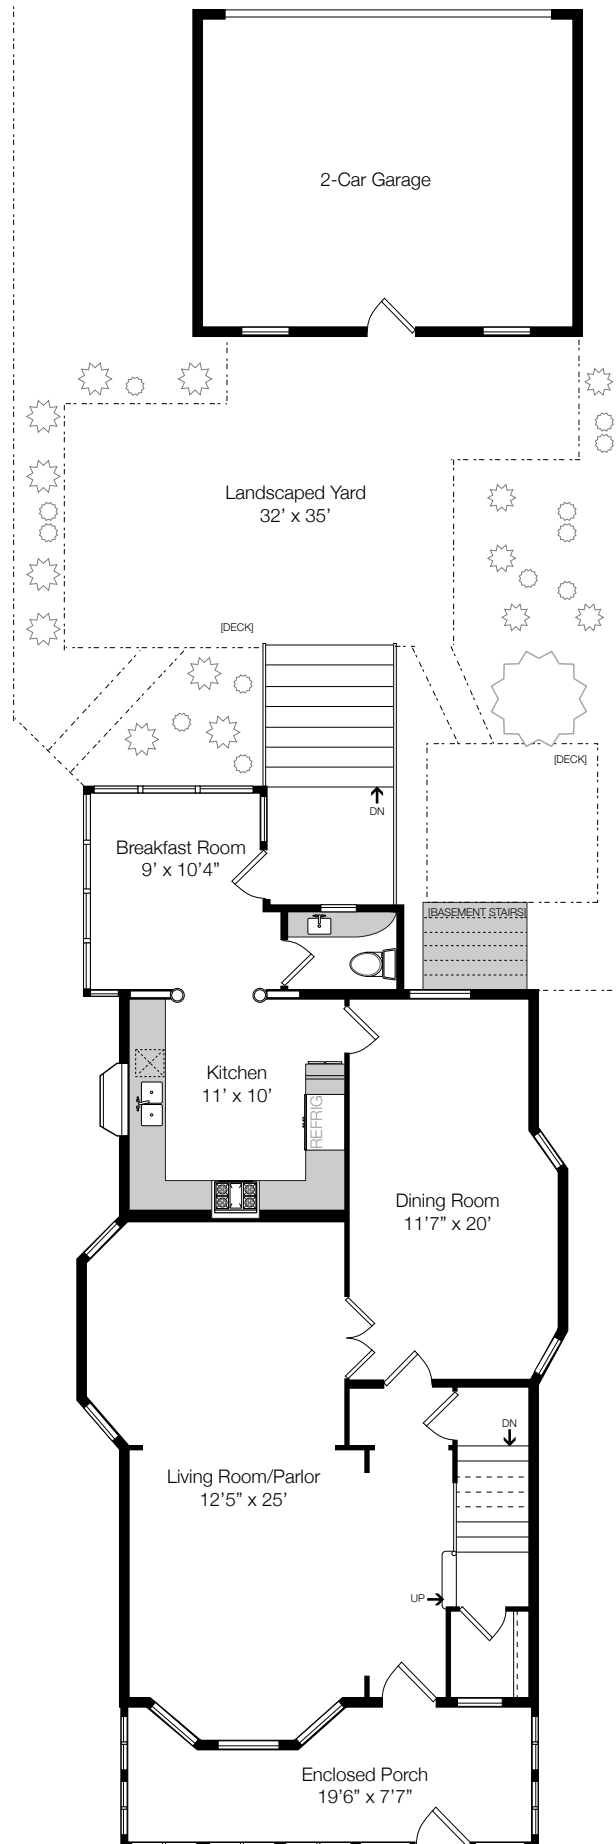 2-Car Garage
Landscaped Yard
32’ x 35’
[DECK]
[DECK]
DN
Breakfast Room
9’ x 10’4”
[BASEMENT STAIRS]
Kitchen
11’ x 10’
REFRIG
Dining Room
11’7” x 20’
DN
Living Room/Parlor
12’5” x 25’
UP
Enclosed Porch
19’6” x 7’7”